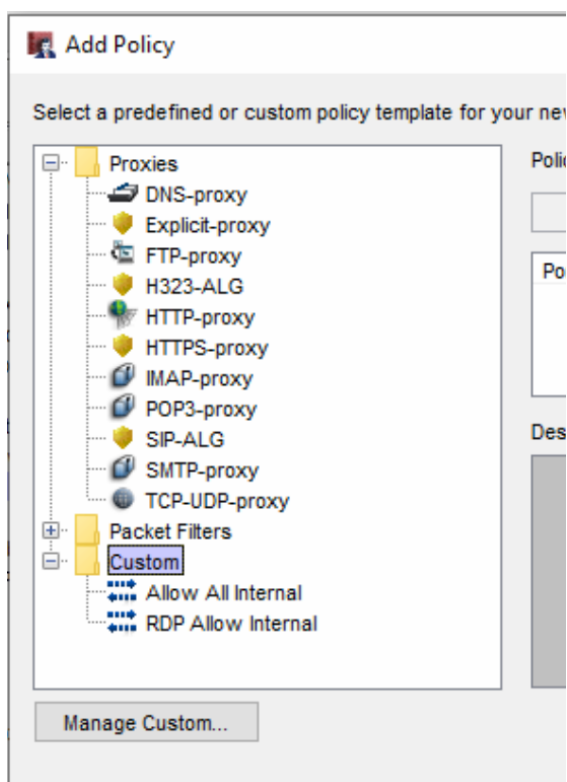 Add Policy
Select a predefined or custom policy template for your
Proxies
DNS-proxy
Explicit-proxy
FTP-proxy
H323-ALG
HTTP-proxy
HTTPS-proxy
IMAP-proxy
POP3-proxy
SIP-ALG
SMTP-proxy
TCP-UDP-proxy
Packet Filters
Custom
Allow All Internal
RDP Allow Internal
Manage Custom...